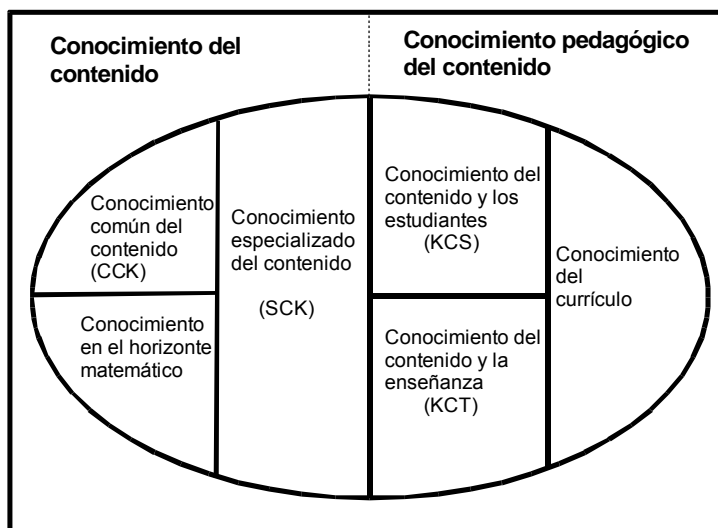 Conocimiento del
contenido
Conocimiento pedagógico
del contenido
Conocimiento
común del
contenido
(CCK)
Conocimiento
en el horizonte
matemático
Conocimiento
especializado
del contenido
(SCK)
Conocimiento del
contenido y los
estudiantes
(KCS)
Conocimiento del
contenido y la
enseñanza
(KCT)
Conocimiento
del
currículo